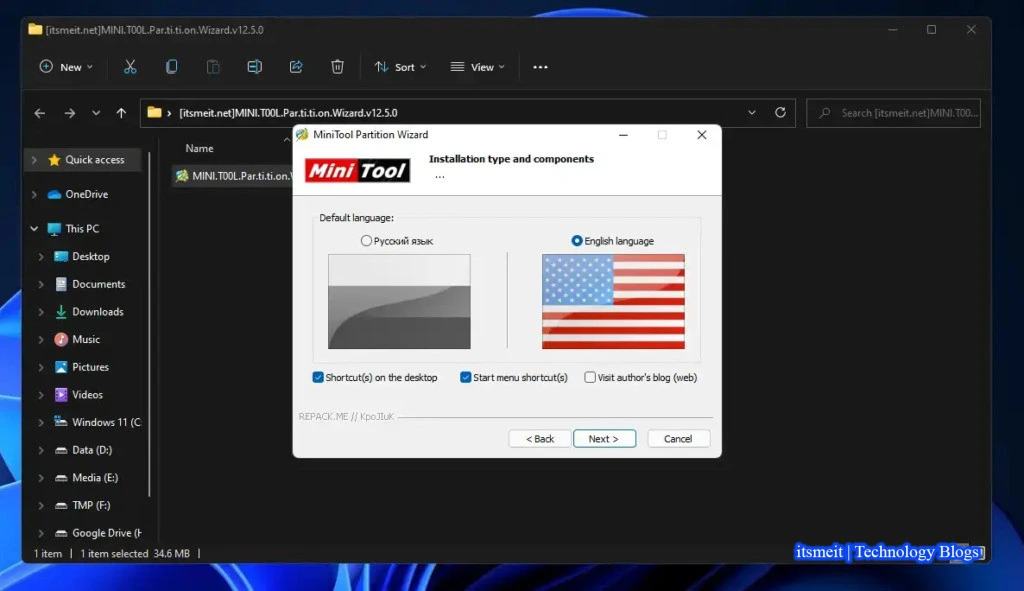 [itsmeit.net]MINI.T00L.Par.ti.ti.on.Wizard.v12.5.0
New
Sort
View
[itsmeit.net]MINI.T00L.Par.ti.ti.on.Wizard.v12.5.0
Search [itsmeit.net]MINI.T00...
Quick access
OneDrive
This PC
Desktop
Documents
Downloads
Music
Pictures
Videos
Windows 11 (C
Data (D:)
Media (E:)
TMP (F:)
Google Drive (H
Name
MINI.T00L.Par.ti.ti.on.W
MiniTool Partition Wizard
Mini Tool
Installation type and components
...
Default language:
Русский язык
English language
Shortcut(s) on the desktop
Start menu shortcut(s)
Visit author's blog (web)
REPACK.ME // KpoJIuK
< Back
Next >
Cancel
1 item
1 item selected 34.6 MB
itsmeit | Technology Blogs